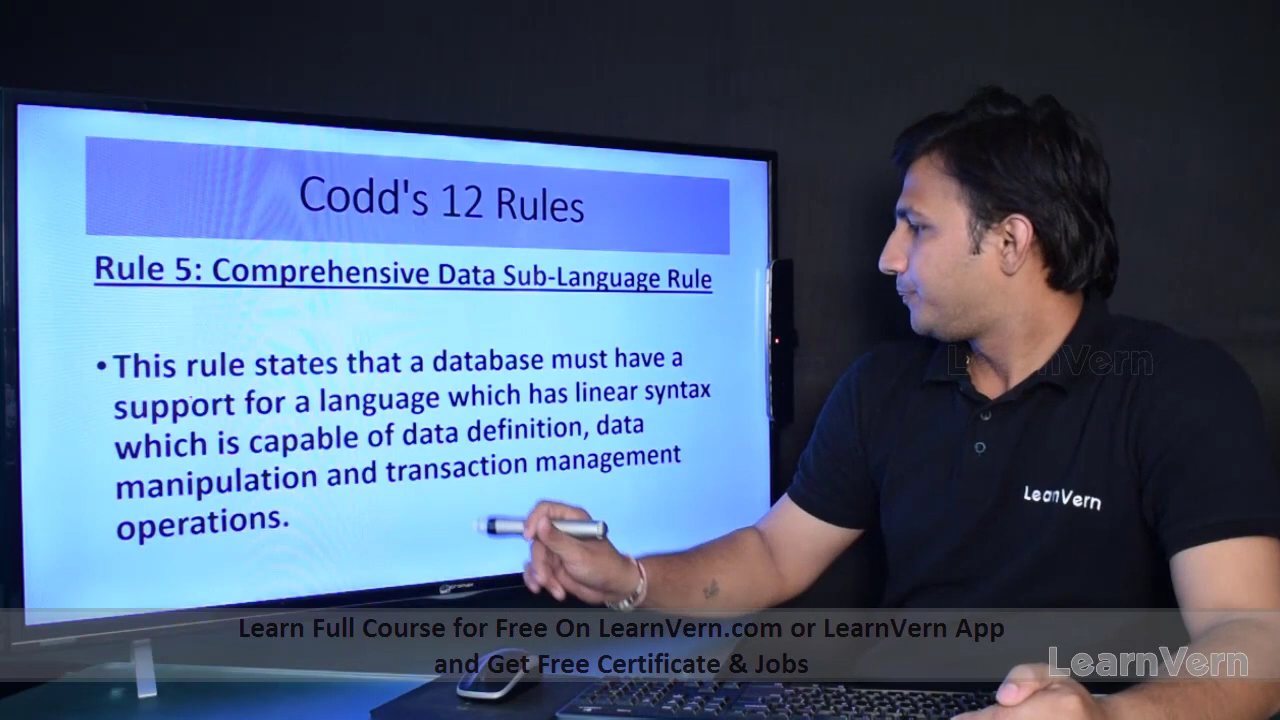 Codd's 12 Rules
Rule 5: Comprehensive Data Sub-Language Rule
• This rule states that a database must have a
support for a language which has linear syntax
which is capable of data definition, data
manipulation and transaction management
operations.
LearnVern
LearnVern
Learn Full Course for Free On LearnVern.com or LearnVern App
and Get Free Certificate & Jobs
LearnVern